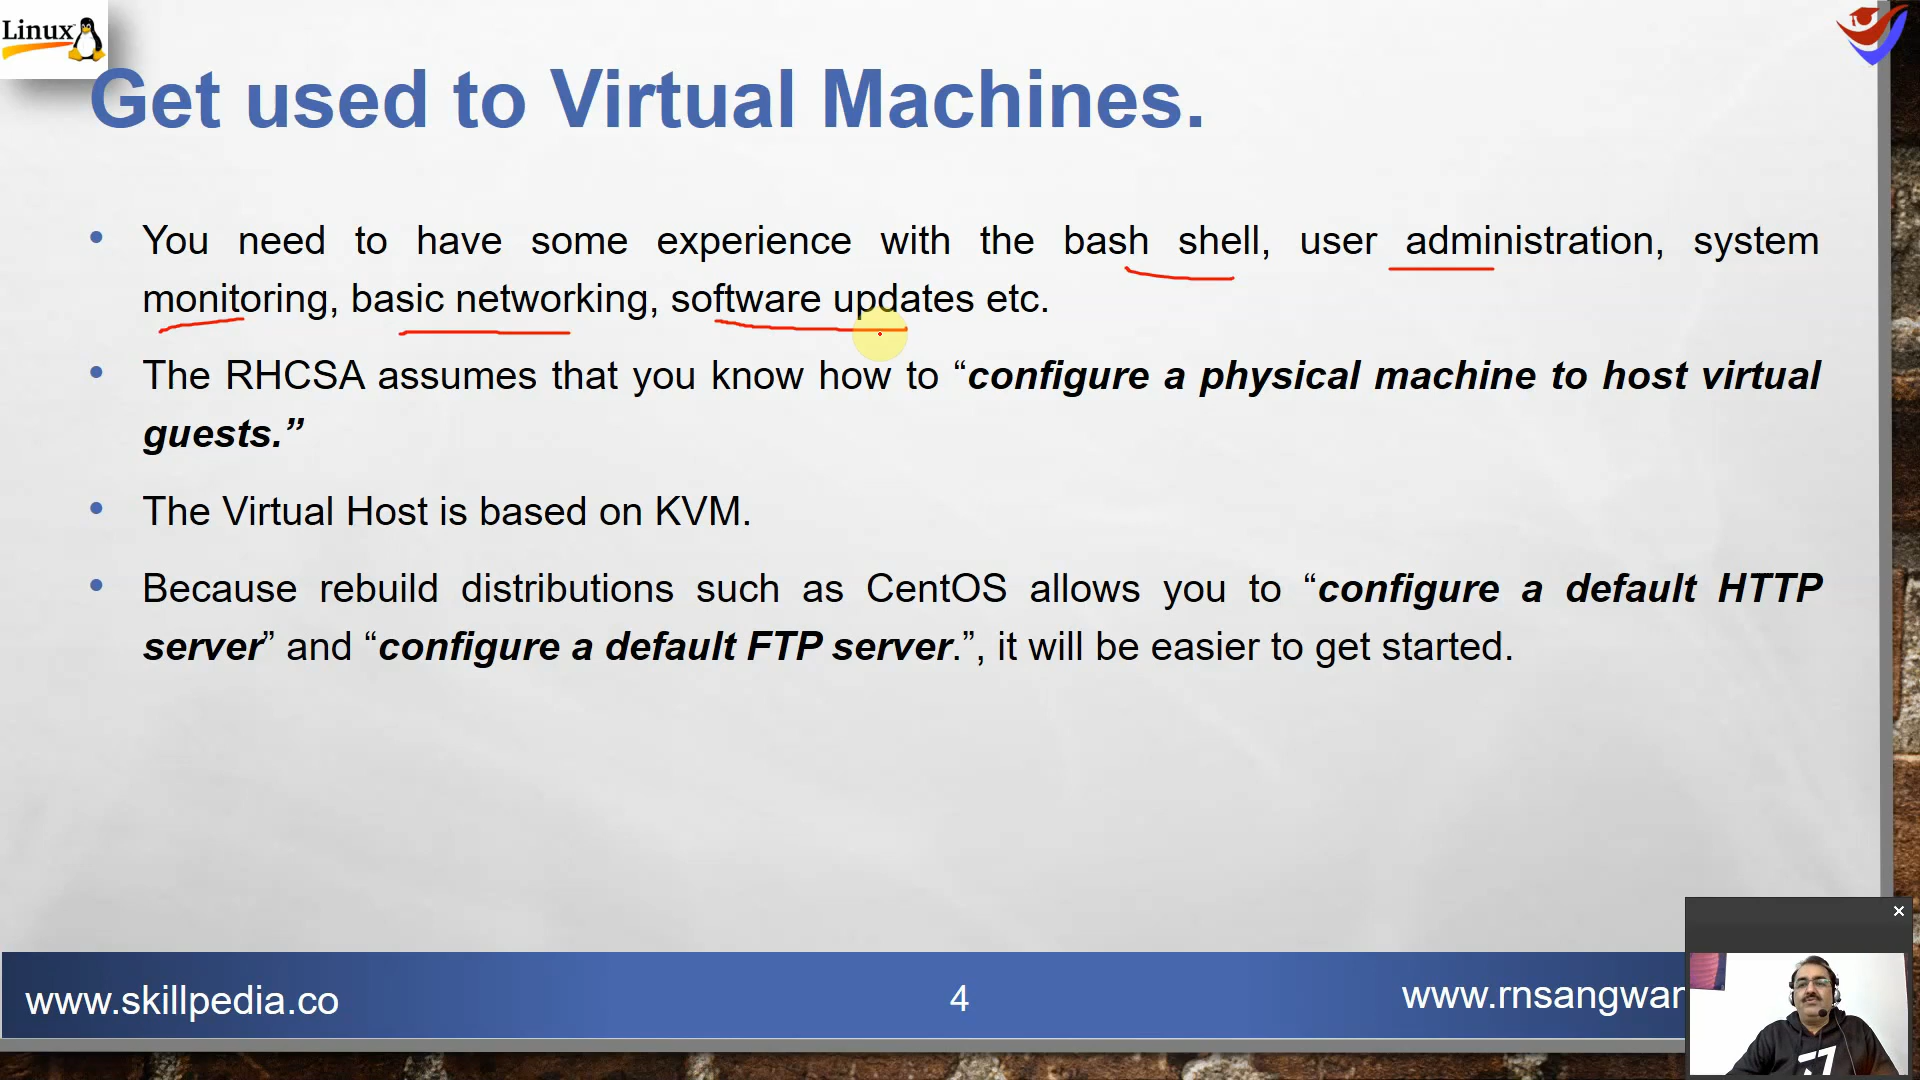 Linux
Get used to Virtual Machines.
• You need to have some experience with the bash shell, user administration, system
monitoring, basic networking, software updates etc.
• The RHCSA assumes that you know how to “configure a physical machine to host virtual
guests.”
• The Virtual Host is based on KVM.
• Because rebuild distributions such as CentOS allows you to “configure a default HTTP
server” and “configure a default FTP server.”, it will be easier to get started.
www.skillpedia.co
4
www.rnsangwan